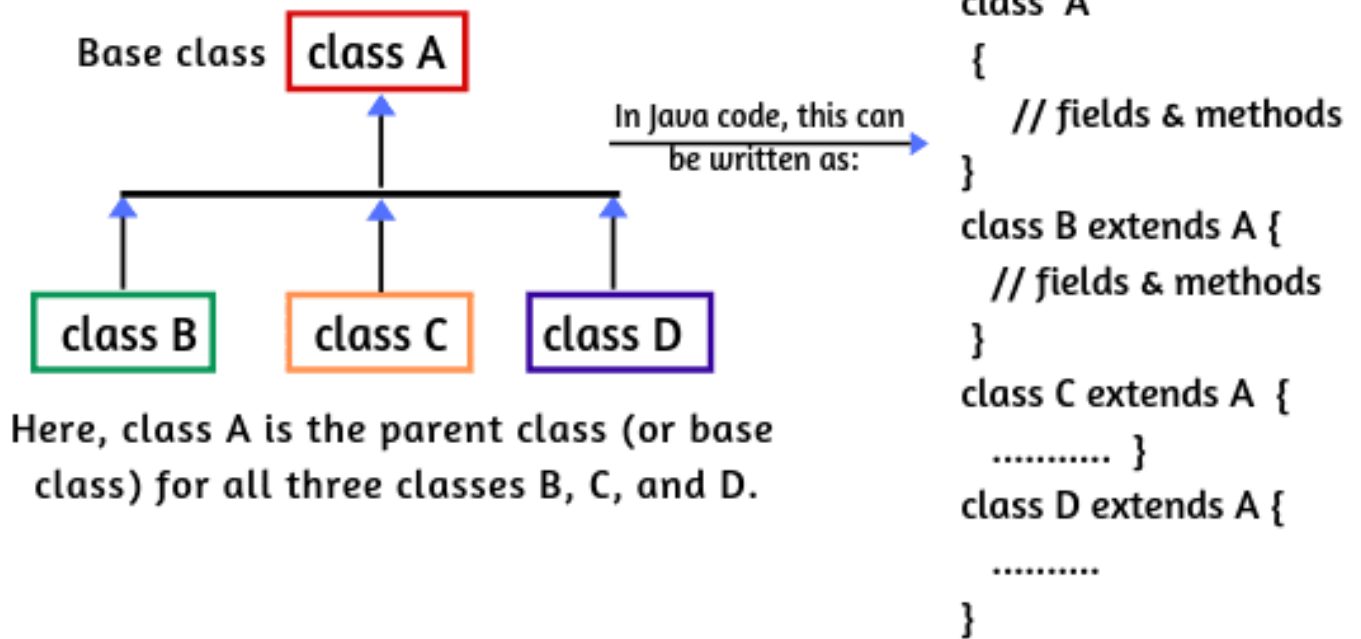 Base class
class A
class B
class C
class D
Here, class A is the parent class (or base
class) for all three classes B, C, and D.
In Java code, this can
be written as:
class A
{
// fields & methods
}
class B extends A {
// fields & methods
}
class C extends A {
........... }
class D extends A {
..........
}